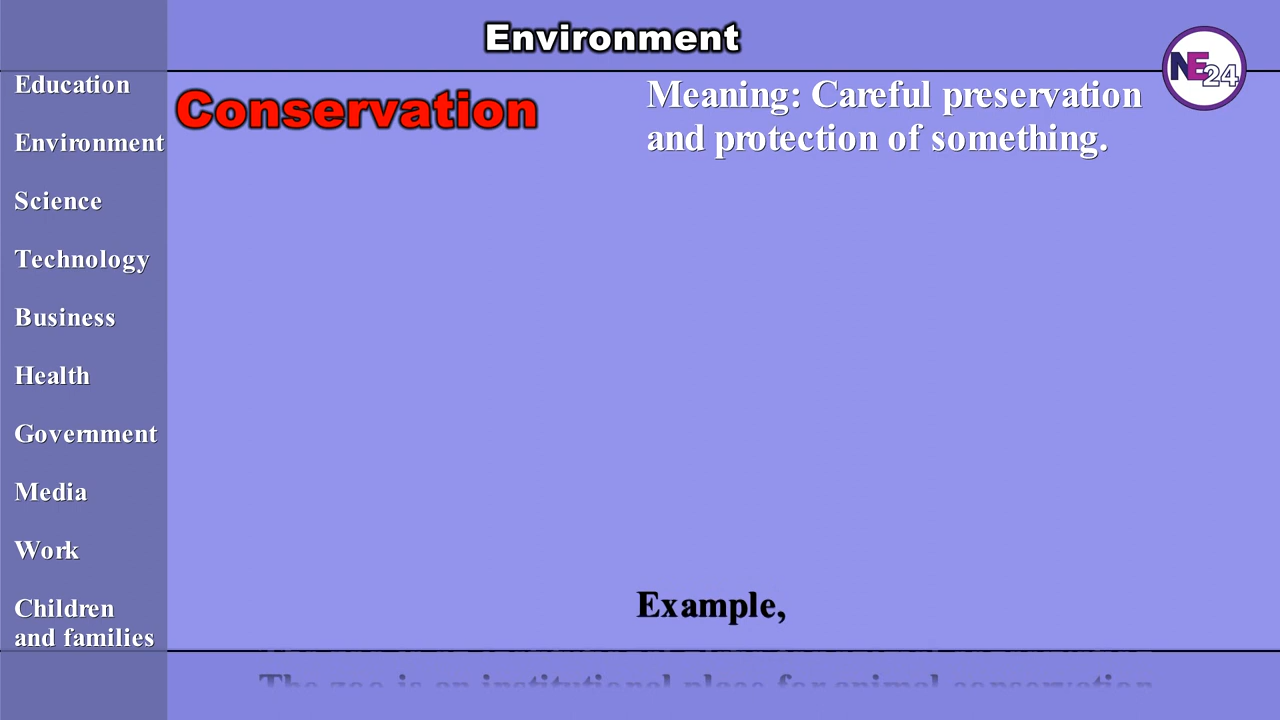 Environment
NE24
Education
Environment
Science
Technology
Business
Health
Government
Media
Work
Children
and families
Conservation
Meaning: Careful preservation
and protection of something.
Example,
The zoo is an institutional place for animal conservation